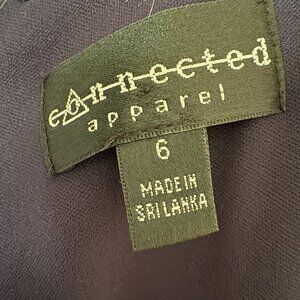 connected
apparel
6
MADE IN
SRI LANKA